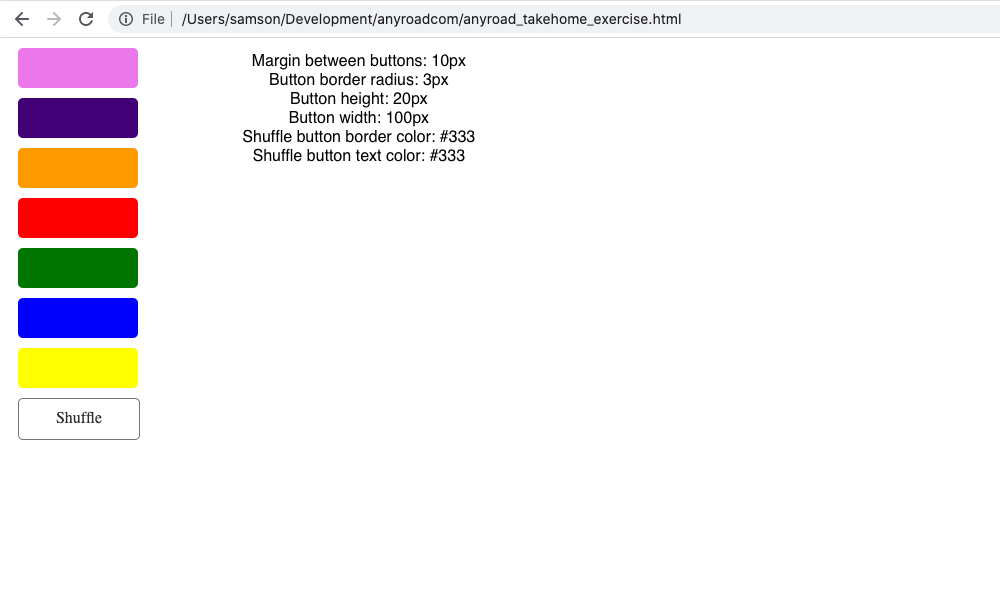 File /Users/samson/Development/anyroadcom/anyroad_takehome_exercise.html
Margin between buttons: 10px
Button border radius: 3px
Button height: 20px
Button width: 100px
Shuffle button border color: #333
Shuffle button text color: #333
Shuffle